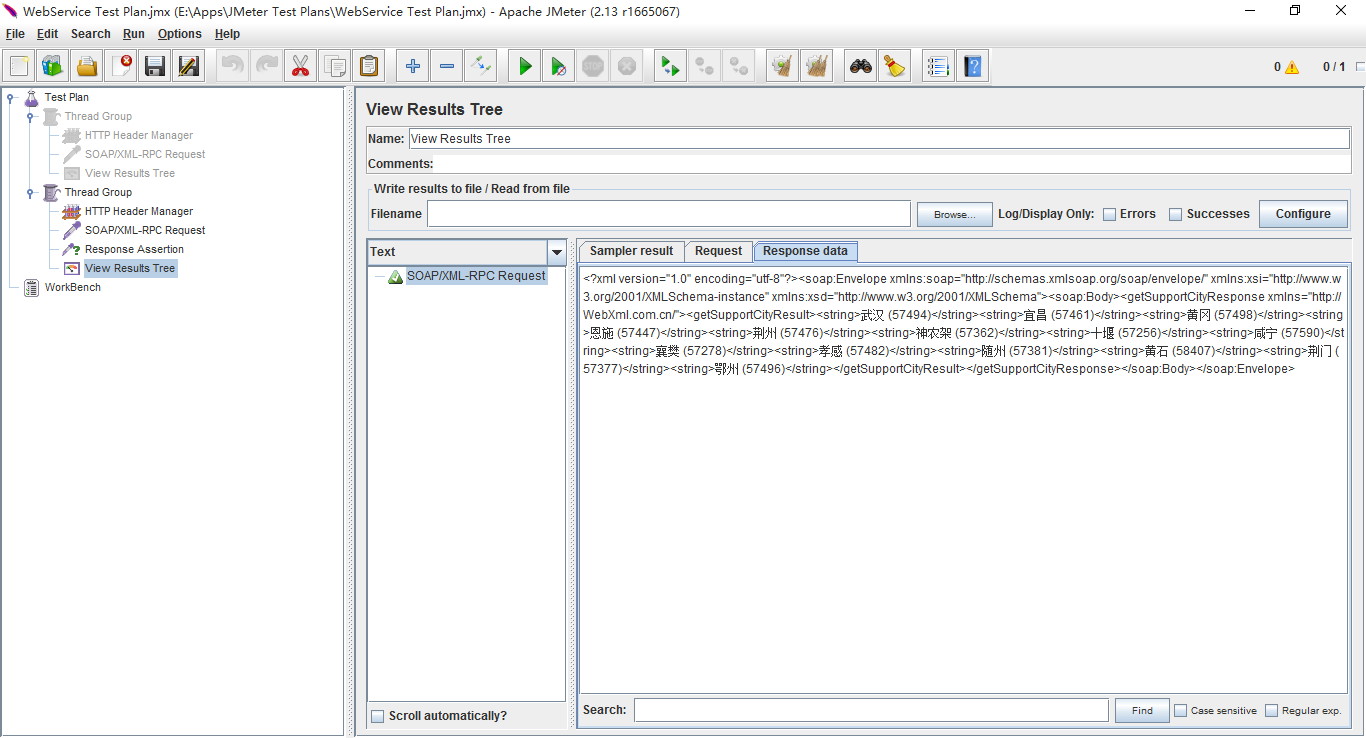 WebService Test Plan.jmx (E:\Apps\JMeter Test Plans\WebService Test Plan.jmx) - Apache JMeter (2.13 r1665067)
File Edit Search Run Options Help
STOP
0 0 / 1
Test Plan
Thread Group
HTTP Header Manager
SOAP/XML-RPC Request
View Results Tree
Thread Group
HTTP Header Manager
SOAP/XML-RPC Request
Response Assertion
View Results Tree
WorkBench
View Results Tree
Name: View Results Tree
Comments:
Write results to file / Read from file
Filename Browse... Log/Display Only: Errors Successes Configure
Text
SOAP/XML-RPC Request
Scroll automatically?
Sampler result Request Response data
<?xml version="1.0" encoding="utf-8"?><soap:Envelope xmlns:soap="http://schemas.xmlsoap.org/soap/envelope/" xmlns:xsi="http://www.w
3.org/2001/XMLSchema-instance" xmlns:xsd="http://www.w3.org/2001/XMLSchema"><soap:Body><getSupportCityResponse xmlns="http://
WebXml.com.cn/"><getSupportCityResult><string>武汉 (57494)</string><string>宜昌 (57461)</string><string>黄冈 (57498)</string><string
>恩施 (57447)</string><string>荆州 (57476)</string><string>神农架 (57362)</string><string>十堰 (57256)</string><string>咸宁 (57590)</st
ring><string>襄樊 (57278)</string><string>孝感 (57482)</string><string>随州 (57381)</string><string>黄石 (58407)</string><string>荆门 (
57377)</string><string>鄂州 (57496)</string></getSupportCityResult></getSupportCityResponse></soap:Body></soap:Envelope>
Search: Find Case sensitive Regular exp.